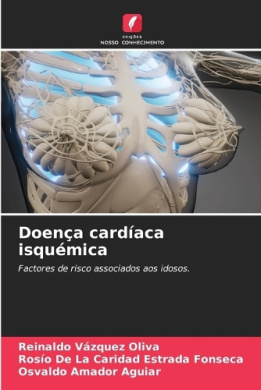 edições
NOSSO CONHECIMENTO
Doença cardíaca
isquémica
Factores de risco associados aos idosos.
Reinaldo Vázquez Oliva
Rosío De La Caridad Estrada Fonseca
Osvaldo Amador Aguiar